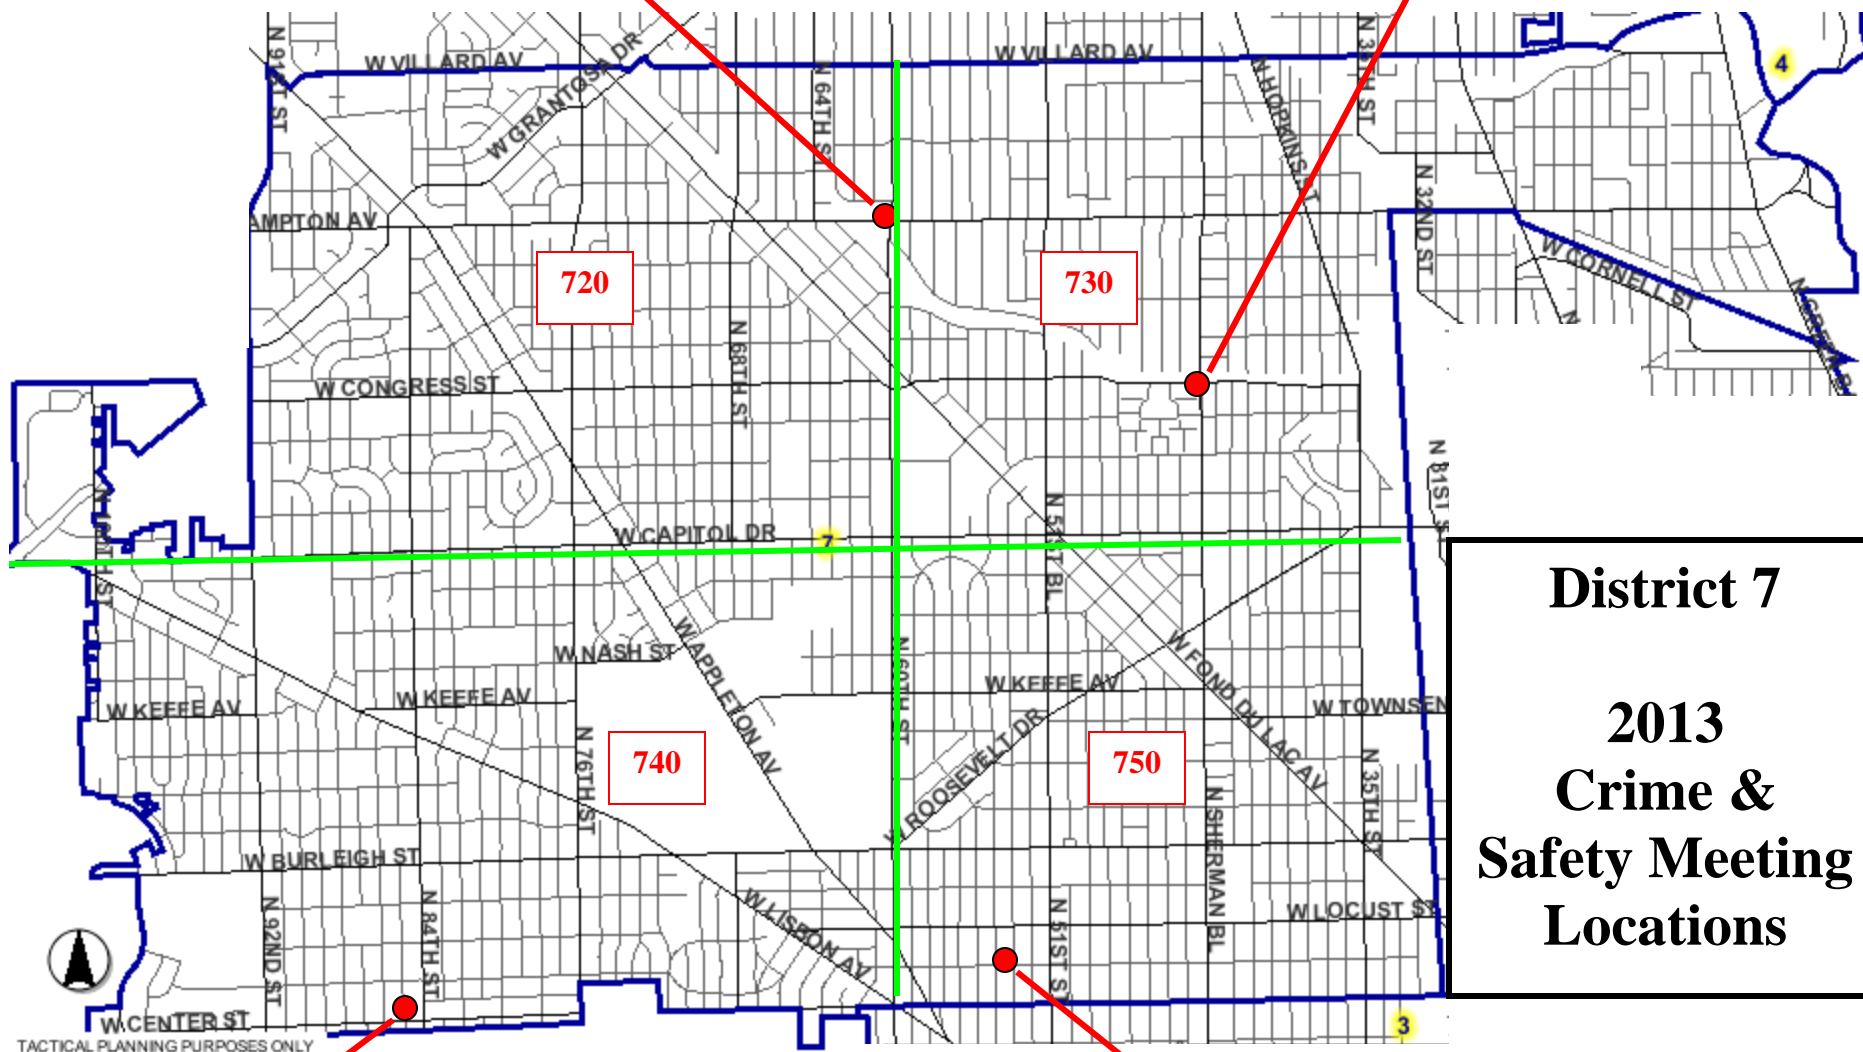 W VILLARD AV
W VILLARD AV
N 91ST ST
W GRANTOSA DR
N 64TH ST
N HOPKINS ST
N 35TH ST
4
AMPTON AV
N 32ND ST
W CORNELL ST
720
730
N 68TH ST
W CONGRESS ST
N 51ST BL
W CAPITOL DR
7
W NASH ST
W APPLETON AV
N 60TH ST
W KEEFE AV
W KEEFE AV
W KEFFE AV
W FOND DU LAC AV
W TOWNSEN
W ROOSEVELT DR
N 76TH ST
740
750
N 35TH ST
N SHERMAN BL
W BURLEIGH ST
N 92ND ST
N 84TH ST
W LISBON AV
N 51ST ST
W LOCUST ST
W CENTER ST
3
TACTICAL PLANNING PURPOSES ONLY
District 7
2013
Crime &
Safety Meeting
Locations